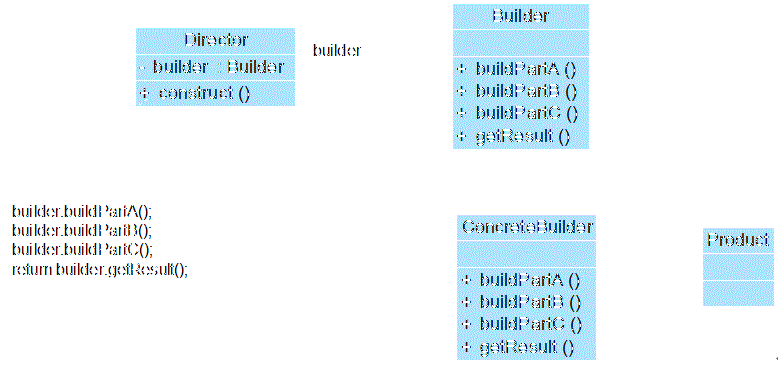 Director
- builder : Builder
+ construct ()
builder
Builder
+ buildPartA ()
+ buildPartB ()
+ buildPartC ()
+ getResult ()
builder.buildPartA();
builder.buildPartB();
builder.buildPartC();
return builder.getResult();
ConcreteBuilder
+ buildPartA ()
+ buildPartB ()
+ buildPartC ()
+ getResult ()
Product